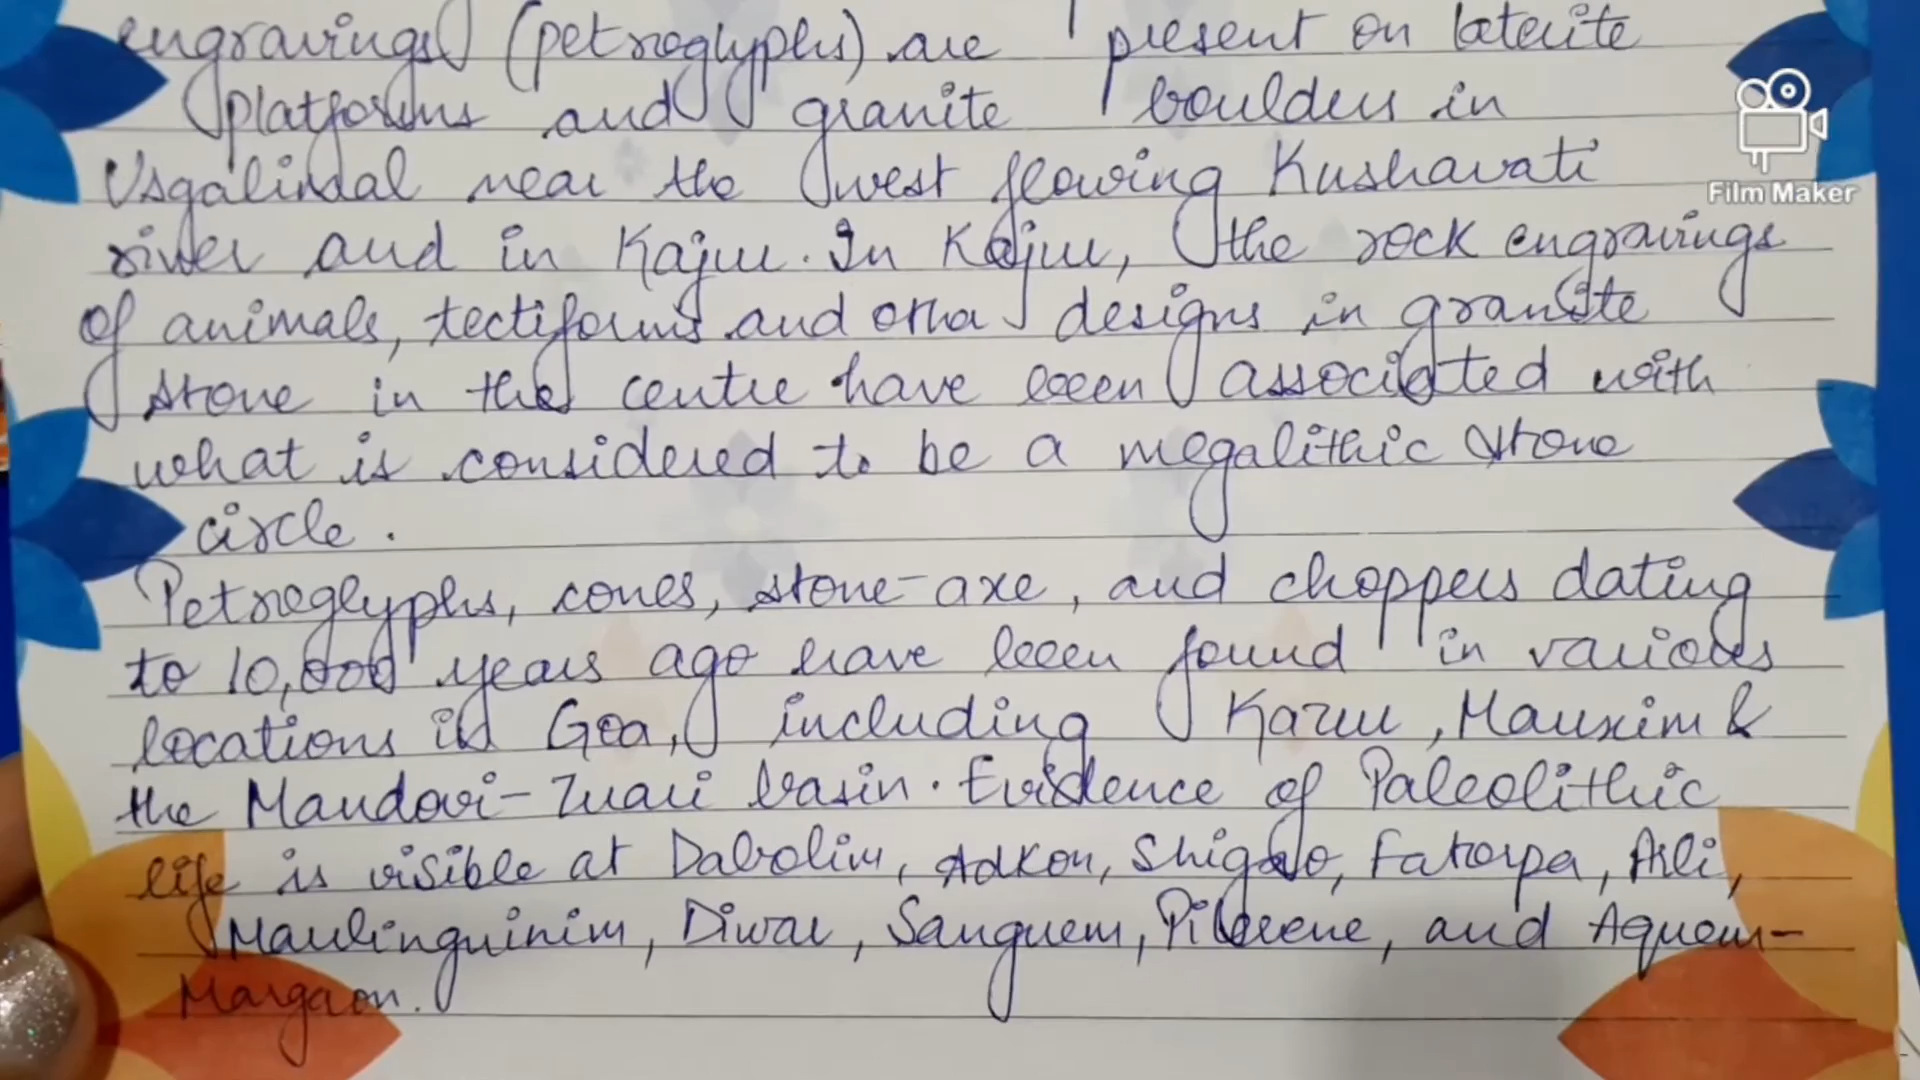 engravings (petroglyphs) are present on laterite
platforms and granite boulders in
Usgalimal near the west flowing Kushavati
river and in Kajur. In Kajur, the rock engravings
of animals, tectiforms and other designs in granite
stone in the centre have been associated with
what is considered to be a megalithic stone
circle.
Petroglyphs, cones, stone-axe, and choppers dating
to 10,000 years ago have been found in various
locations in Goa, including Kazur, Mauxim &
the Mandovi-Zuari basin. Evidence of Paleolithic
life is visible at Dabolim, Adkon, Shigao, Fatorpa, Arli,
Maulinguinim, Diwar, Sanguem, Pilerene, and Aquem-
Margaon.
Film Maker